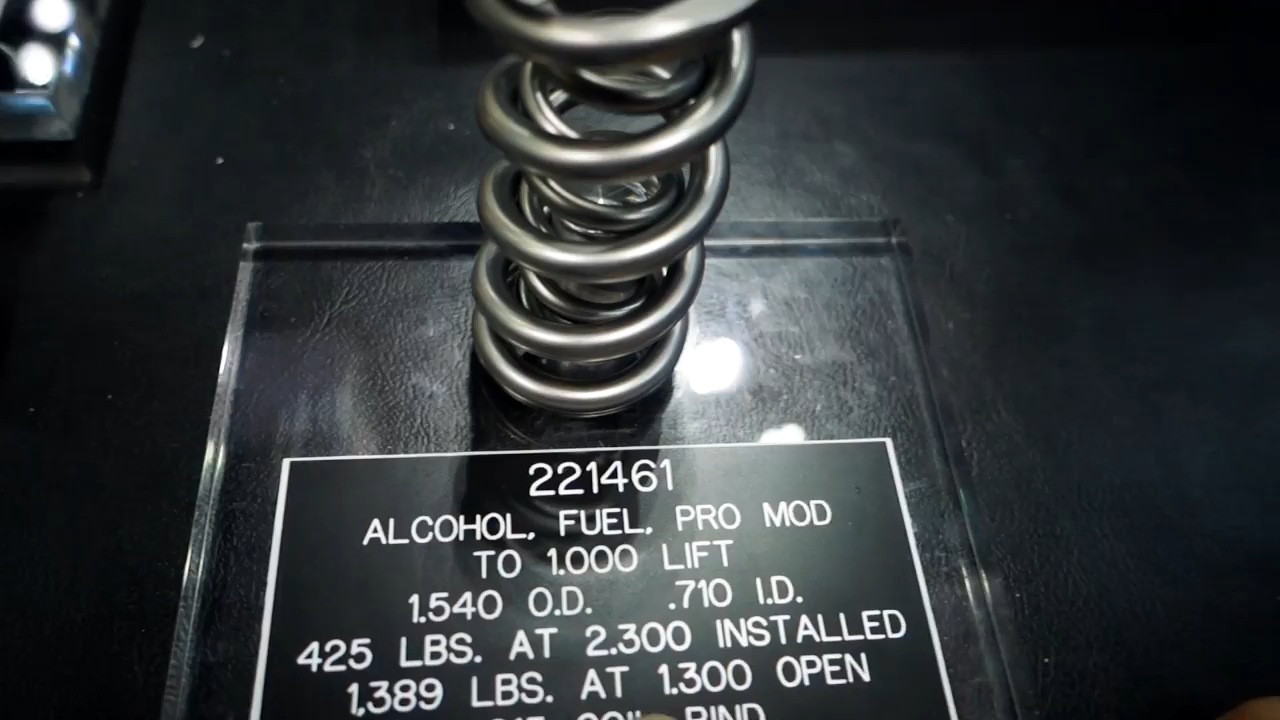 221461
ALCOHOL, FUEL, PRO MOD
TO 1.000 LIFT
1.540 O.D. .710 I.D.
425 LBS. AT 2.300 INSTALLED
1,389 LBS. AT 1.300 OPEN
BIND